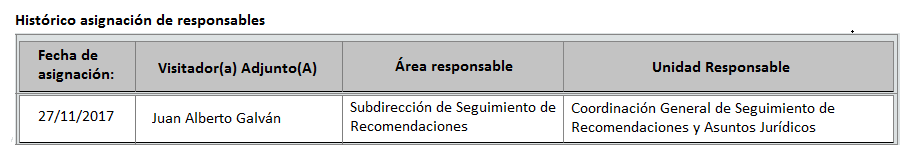 Histórico asignación de responsables
Fecha de
asignación:
Visitador(a) Adjunto(A)
Área responsable
Unidad Responsable
27/11/2017
Juan Alberto Galván
Subdirección de Seguimiento de
Recomendaciones
Coordinación General de Seguimiento de
Recomendaciones y Asuntos Jurídicos